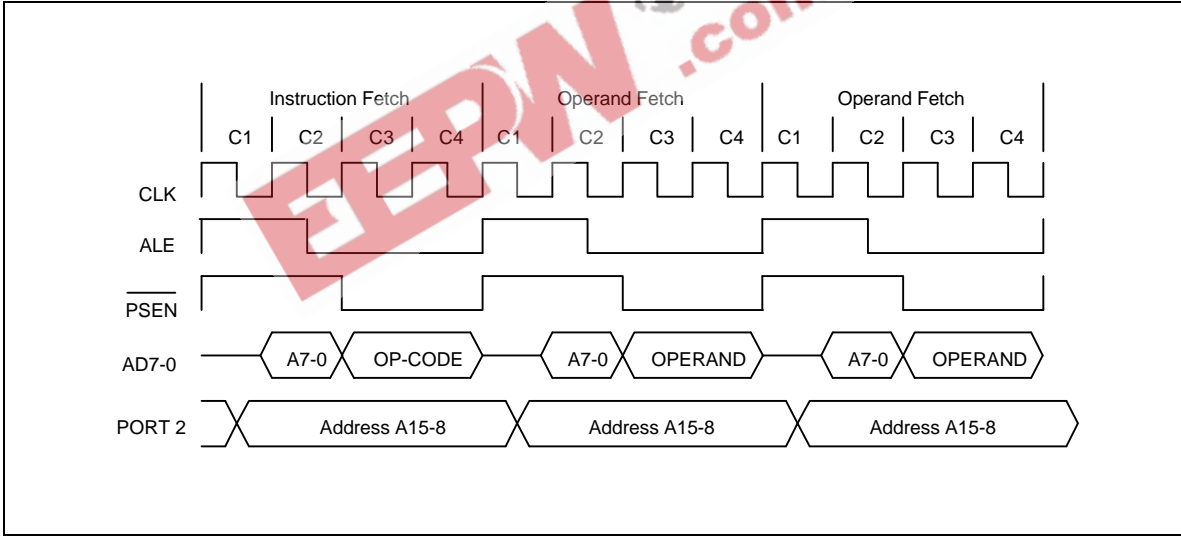 EEPW
.com
Instruction Fetch Operand Fetch Operand Fetch
C1 C2 C3 C4 C1 C2 C3 C4 C1 C2 C3 C4
CLK
ALE
PSEN
AD7-0 A7-0 OP-CODE A7-0 OPERAND A7-0 OPERAND
PORT 2 Address A15-8 Address A15-8 Address A15-8